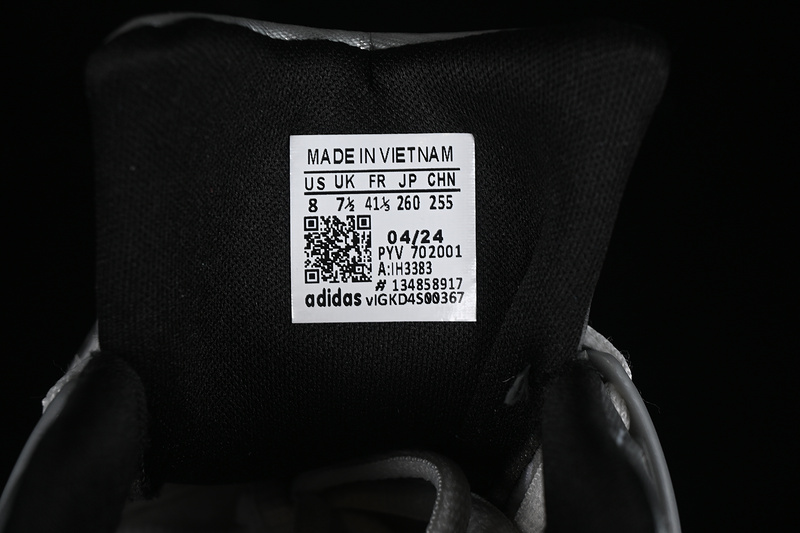 MADE IN VIETNAM
US UK FR JP CHN
8 7½ 41⅓ 260 255
04/24
PYV 702001
A:IH3383
# 134858917
adidas vIGKD4S00367